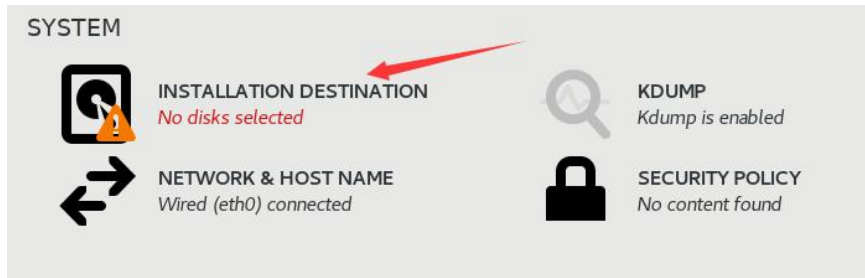 SYSTEM
INSTALLATION DESTINATION
No disks selected
KDUMP
Kdump is enabled
NETWORK & HOST NAME
Wired (eth0) connected
SECURITY POLICY
No content found